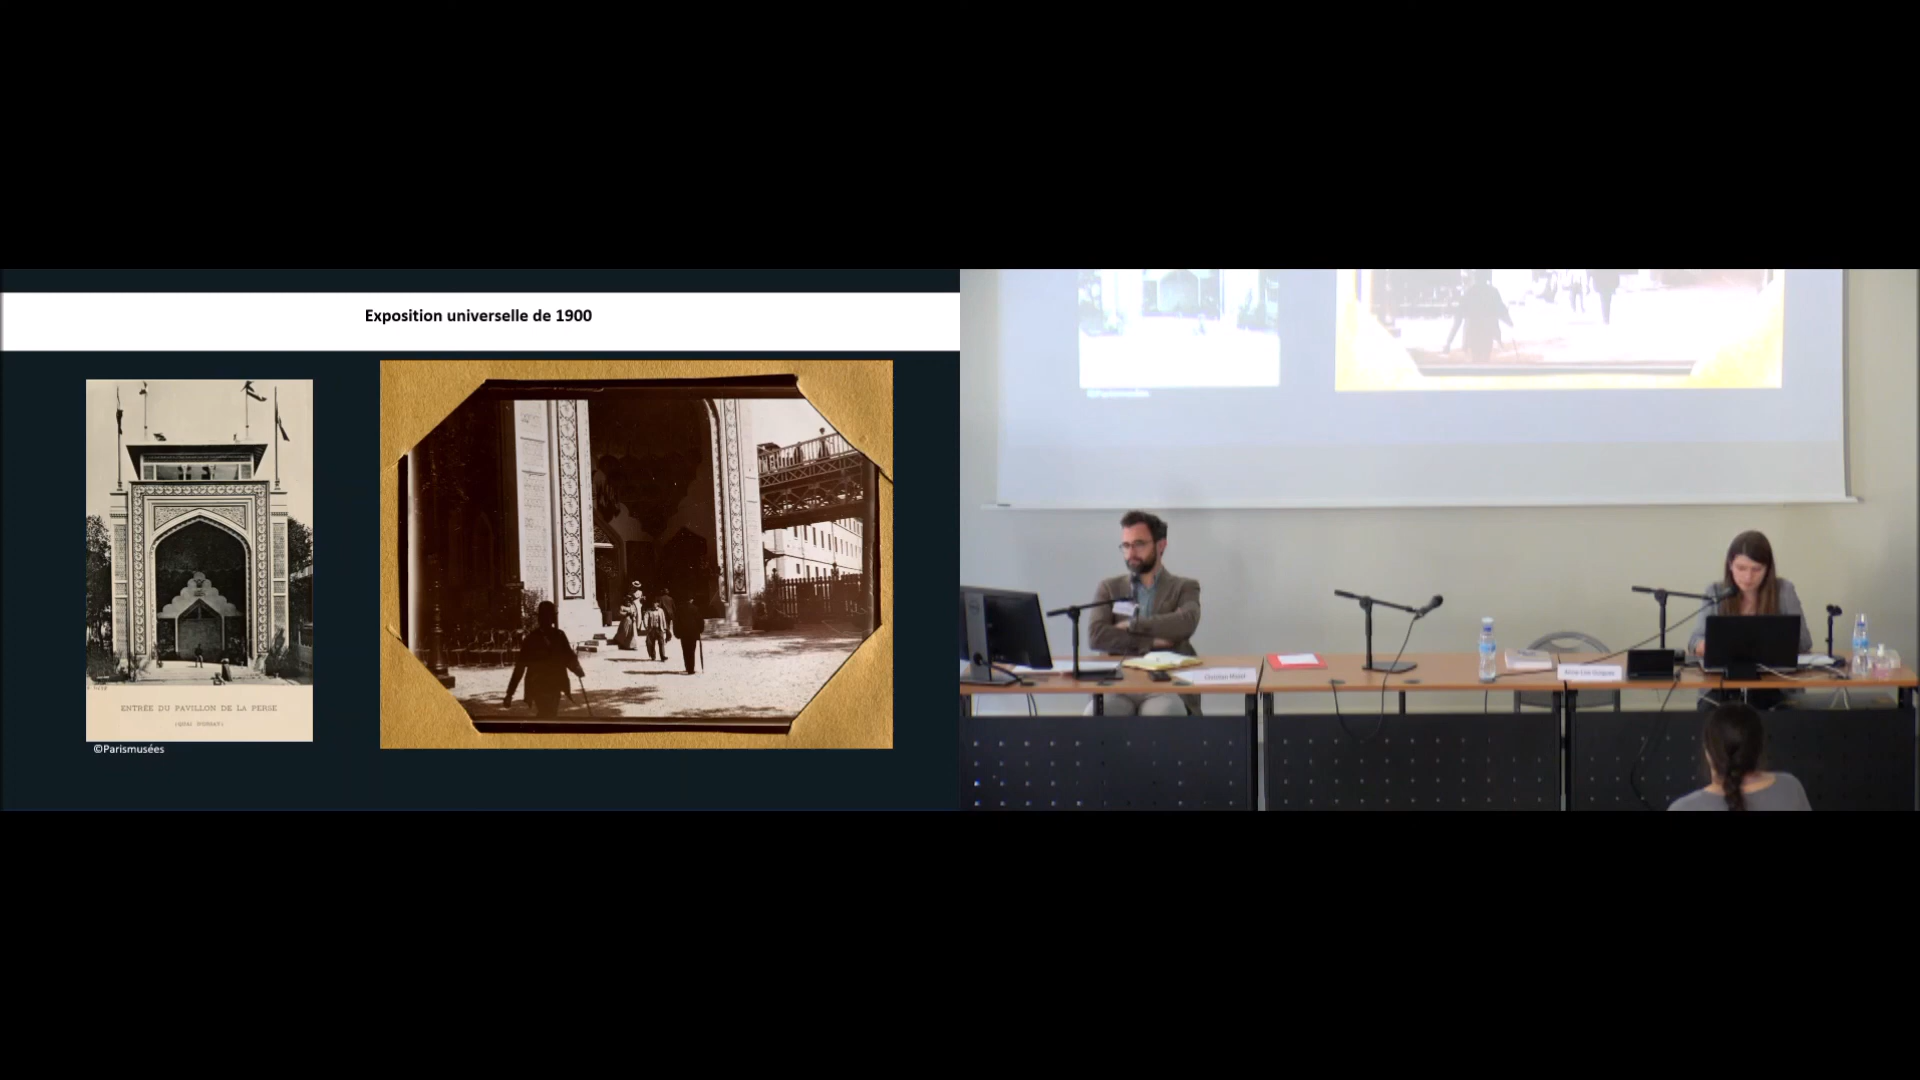 Exposition universelle de 1900
ENTRÉE DU PAVILLON DE LA PERSE
©Parismusées